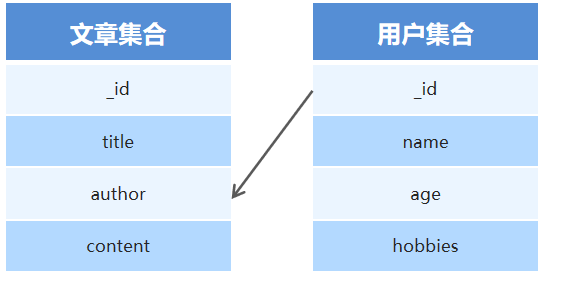 文章集合
_id
title
author
content
用户集合
_id
name
age
hobbies